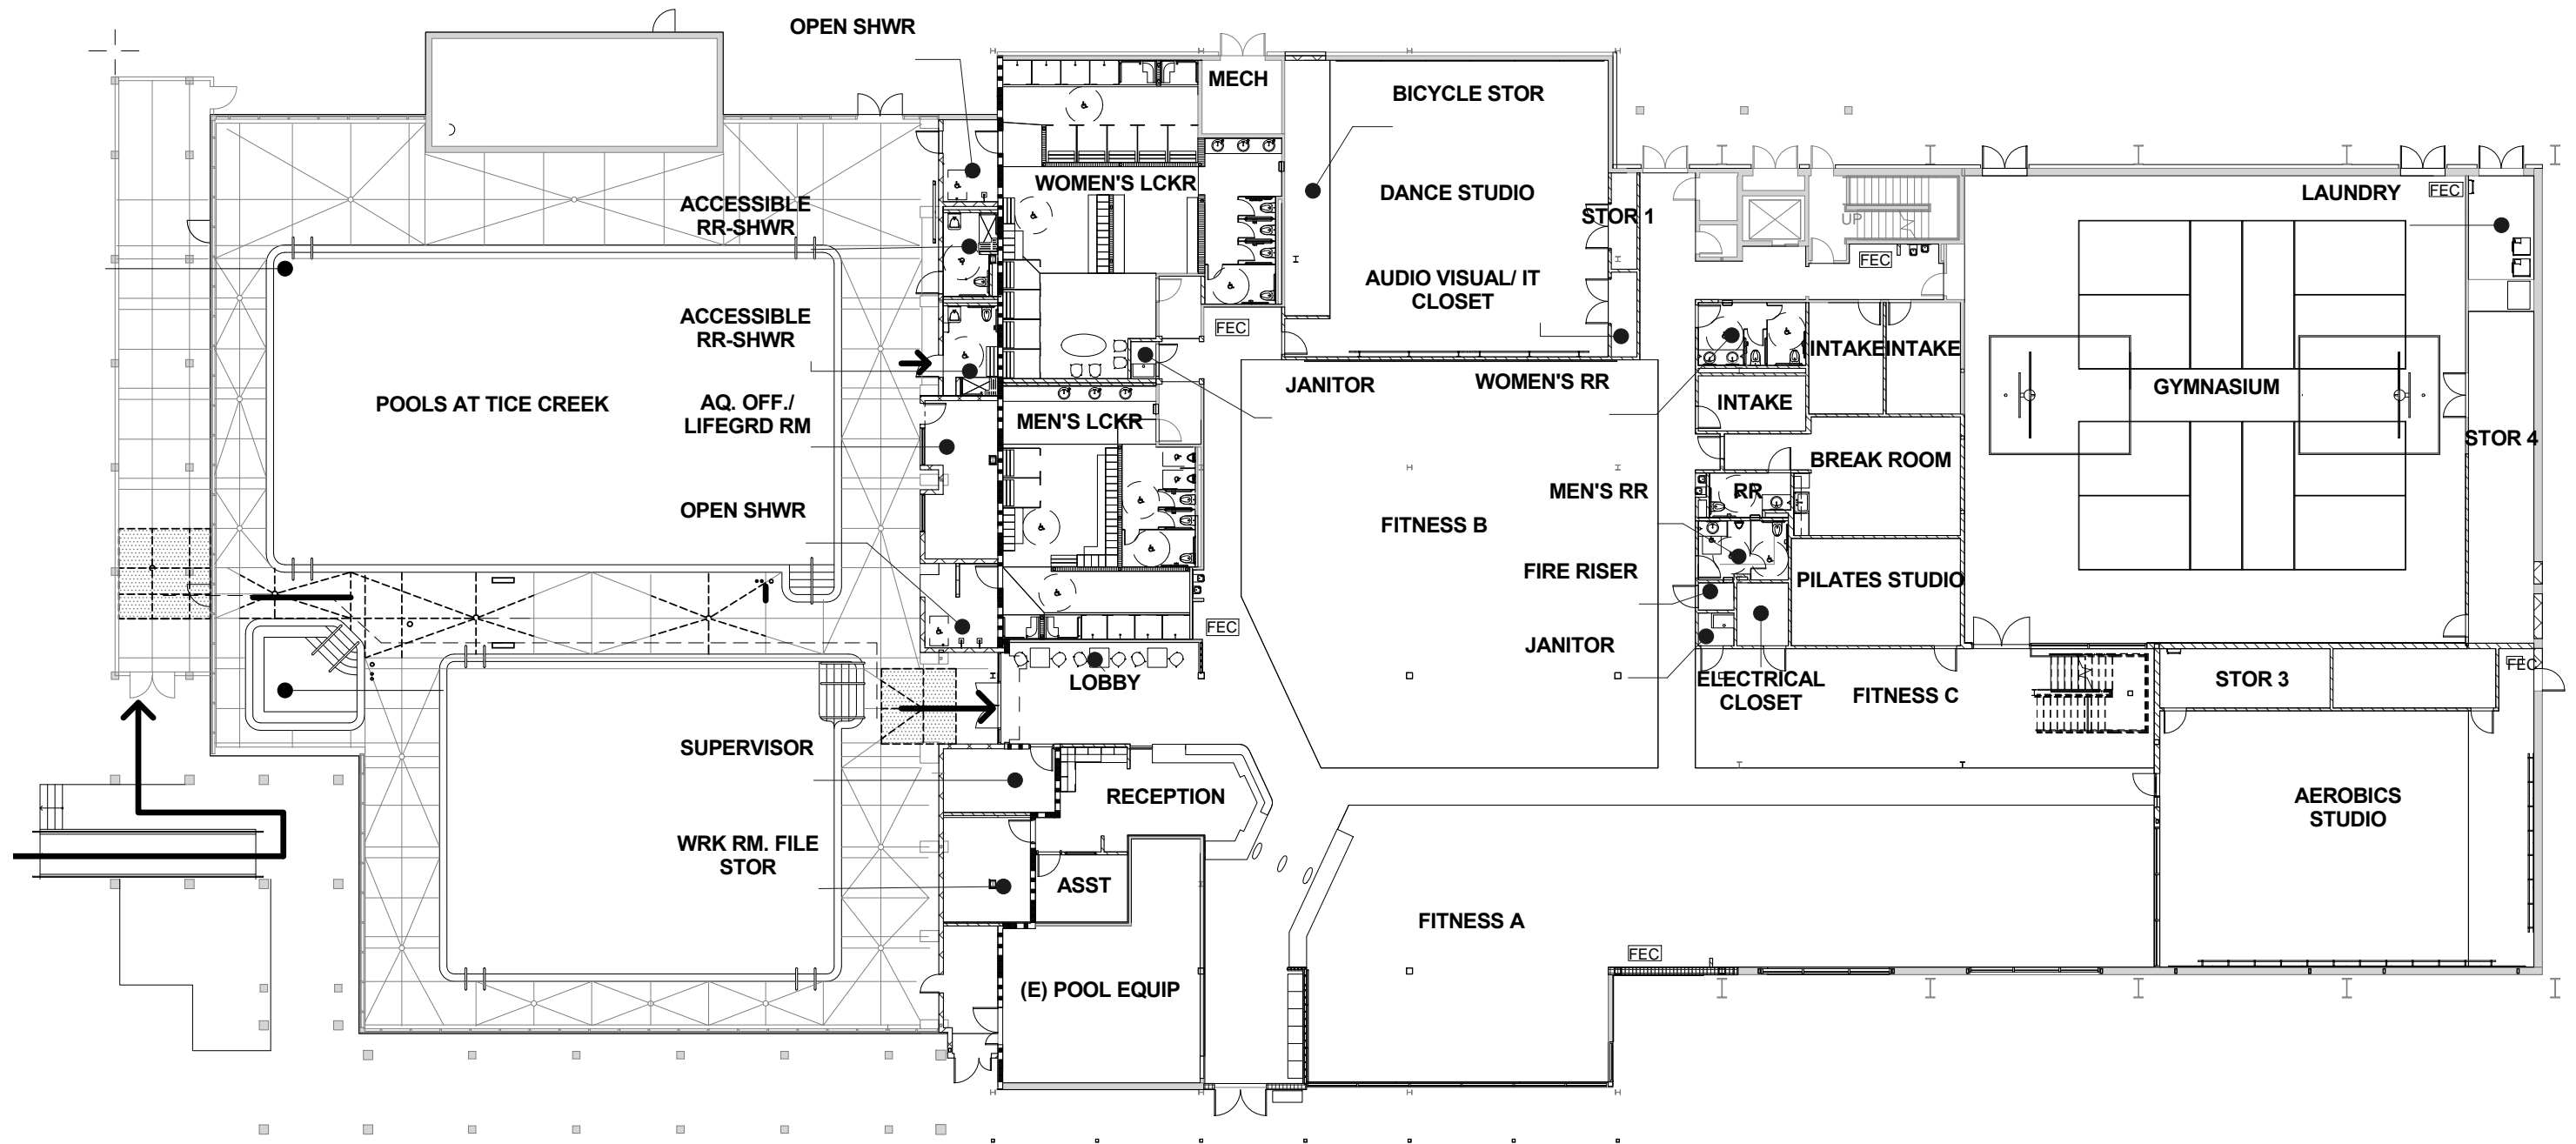 OPEN SHWR
MECH
BICYCLE STOR
WOMEN'S LCKR
DANCE STUDIO
LAUNDRY
FEC
ACCESSIBLE
RR-SHWR
STOR 1
UP
FEC
AUDIO VISUAL/ IT
CLOSET
ACCESSIBLE
RR-SHWR
FEC
INTAKE
INTAKE
JANITOR
WOMEN'S RR
GYMNASIUM
POOLS AT TICE CREEK
AQ. OFF./
LIFEGRD RM
MEN'S LCKR
INTAKE
STOR 4
BREAK ROOM
OPEN SHWR
MEN'S RR
RR
FITNESS B
FIRE RISER
PILATES STUDIO
FEC
JANITOR
LOBBY
ELECTRICAL
CLOSET
FITNESS C
STOR 3
FEC
SUPERVISOR
RECEPTION
AEROBICS
STUDIO
WRK RM. FILE
STOR
ASST
FITNESS A
FEC
(E) POOL EQUIP